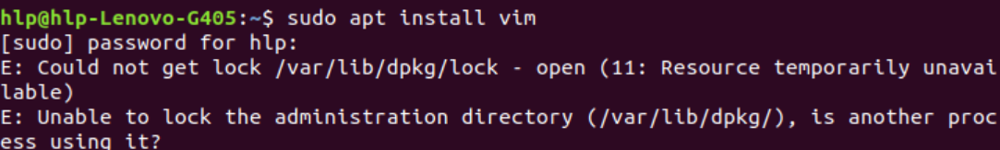 hlp@hlp-Lenovo-G405:~$ sudo apt install vim
[sudo] password for hlp:
E: Could not get lock /var/lib/dpkg/lock - open (11: Resource temporarily unavai
lable)
E: Unable to lock the administration directory (/var/lib/dpkg/), is another proc
ess using it?